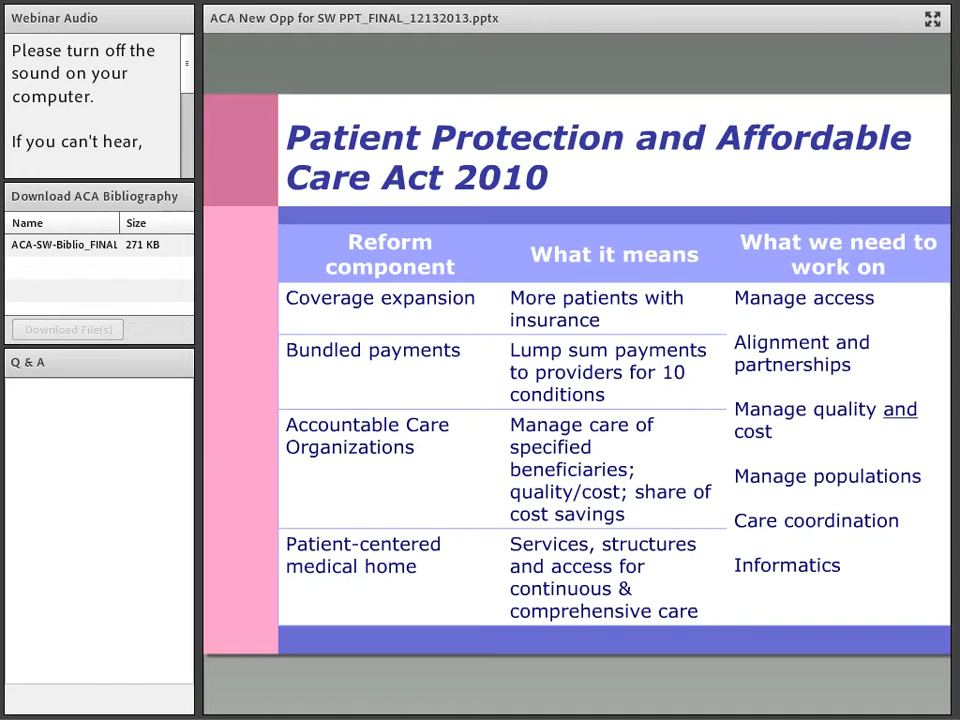 Webinar Audio
Please turn off the
sound on your
computer.
If you can't hear,
Download ACA Bibliography
Name Size
ACA-SW-Biblio_FINAL 271 KB
Download File(s)
Q & A
ACA New Opp for SW PPT_FINAL_12132013.pptx
Patient Protection and Affordable
Care Act 2010
Reform
component
What it means
What we need to
work on
Coverage expansion
More patients with
insurance
Bundled payments
Lump sum payments
to providers for 10
conditions
Accountable Care
Organizations
Manage care of
specified
beneficiaries;
quality/cost; share of
cost savings
Patient-centered
medical home
Services, structures
and access for
continuous &
comprehensive care
Manage access
Alignment and
partnerships
Manage quality and
cost
Manage populations
Care coordination
Informatics